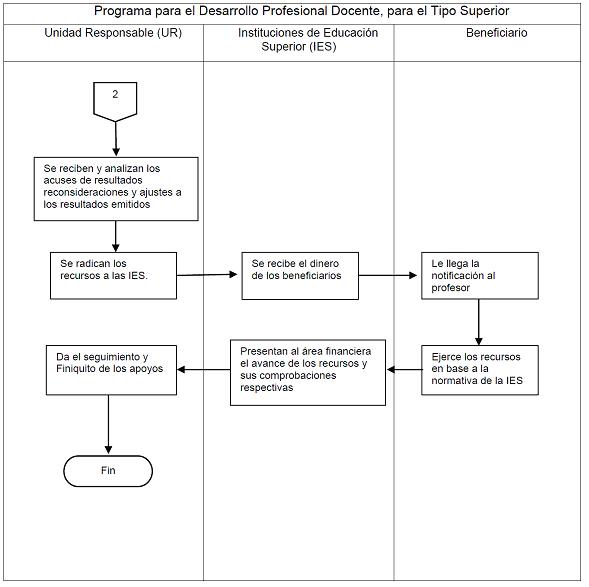 Programa para el Desarrollo Profesional Docente, para el Tipo Superior
Unidad Responsable (UR)
Instituciones de Educación
Superior (IES)
Beneficiario
2
Se reciben y analizan los
acuses de resultados
reconsideraciones y ajustes a
los resultados emitidos
Se radican los
recursos a las IES.
Se recibe el dinero
de los beneficiarios
Le llega la
notificación al
profesor
Ejerce los recursos
en base a la
normativa de la IES
Presentan al área financiera
el avance de los recursos y
sus comprobaciones
respectivas
Da el seguimiento y
Finiquito de los apoyos
Fin